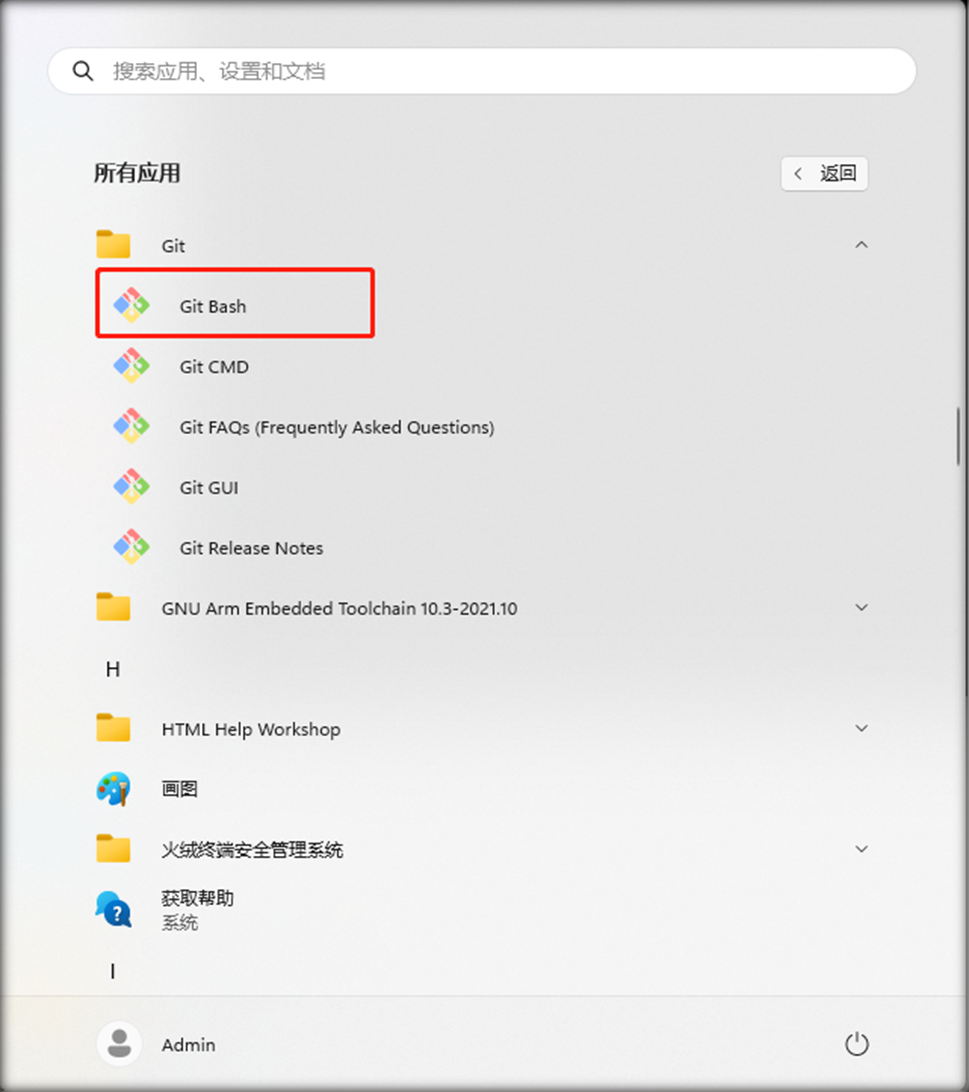 搜索应用、设置和文档
所有应用
返回
Git
Git Bash
Git CMD
Git FAQs (Frequently Asked Questions)
Git GUI
Git Release Notes
GNU Arm Embedded Toolchain 10.3-2021.10
H
HTML Help Workshop
画图
火绒终端安全管理系统
获取帮助
系统
I
Admin